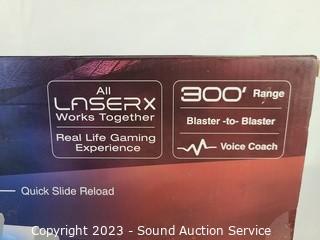 All
LASER X
Works Together
Real Life Gaming
Experience
300' Range
Blaster -to- Blaster
Voice Coach
Quick Slide Reload
Copyright 2023 - Sound Auction Service